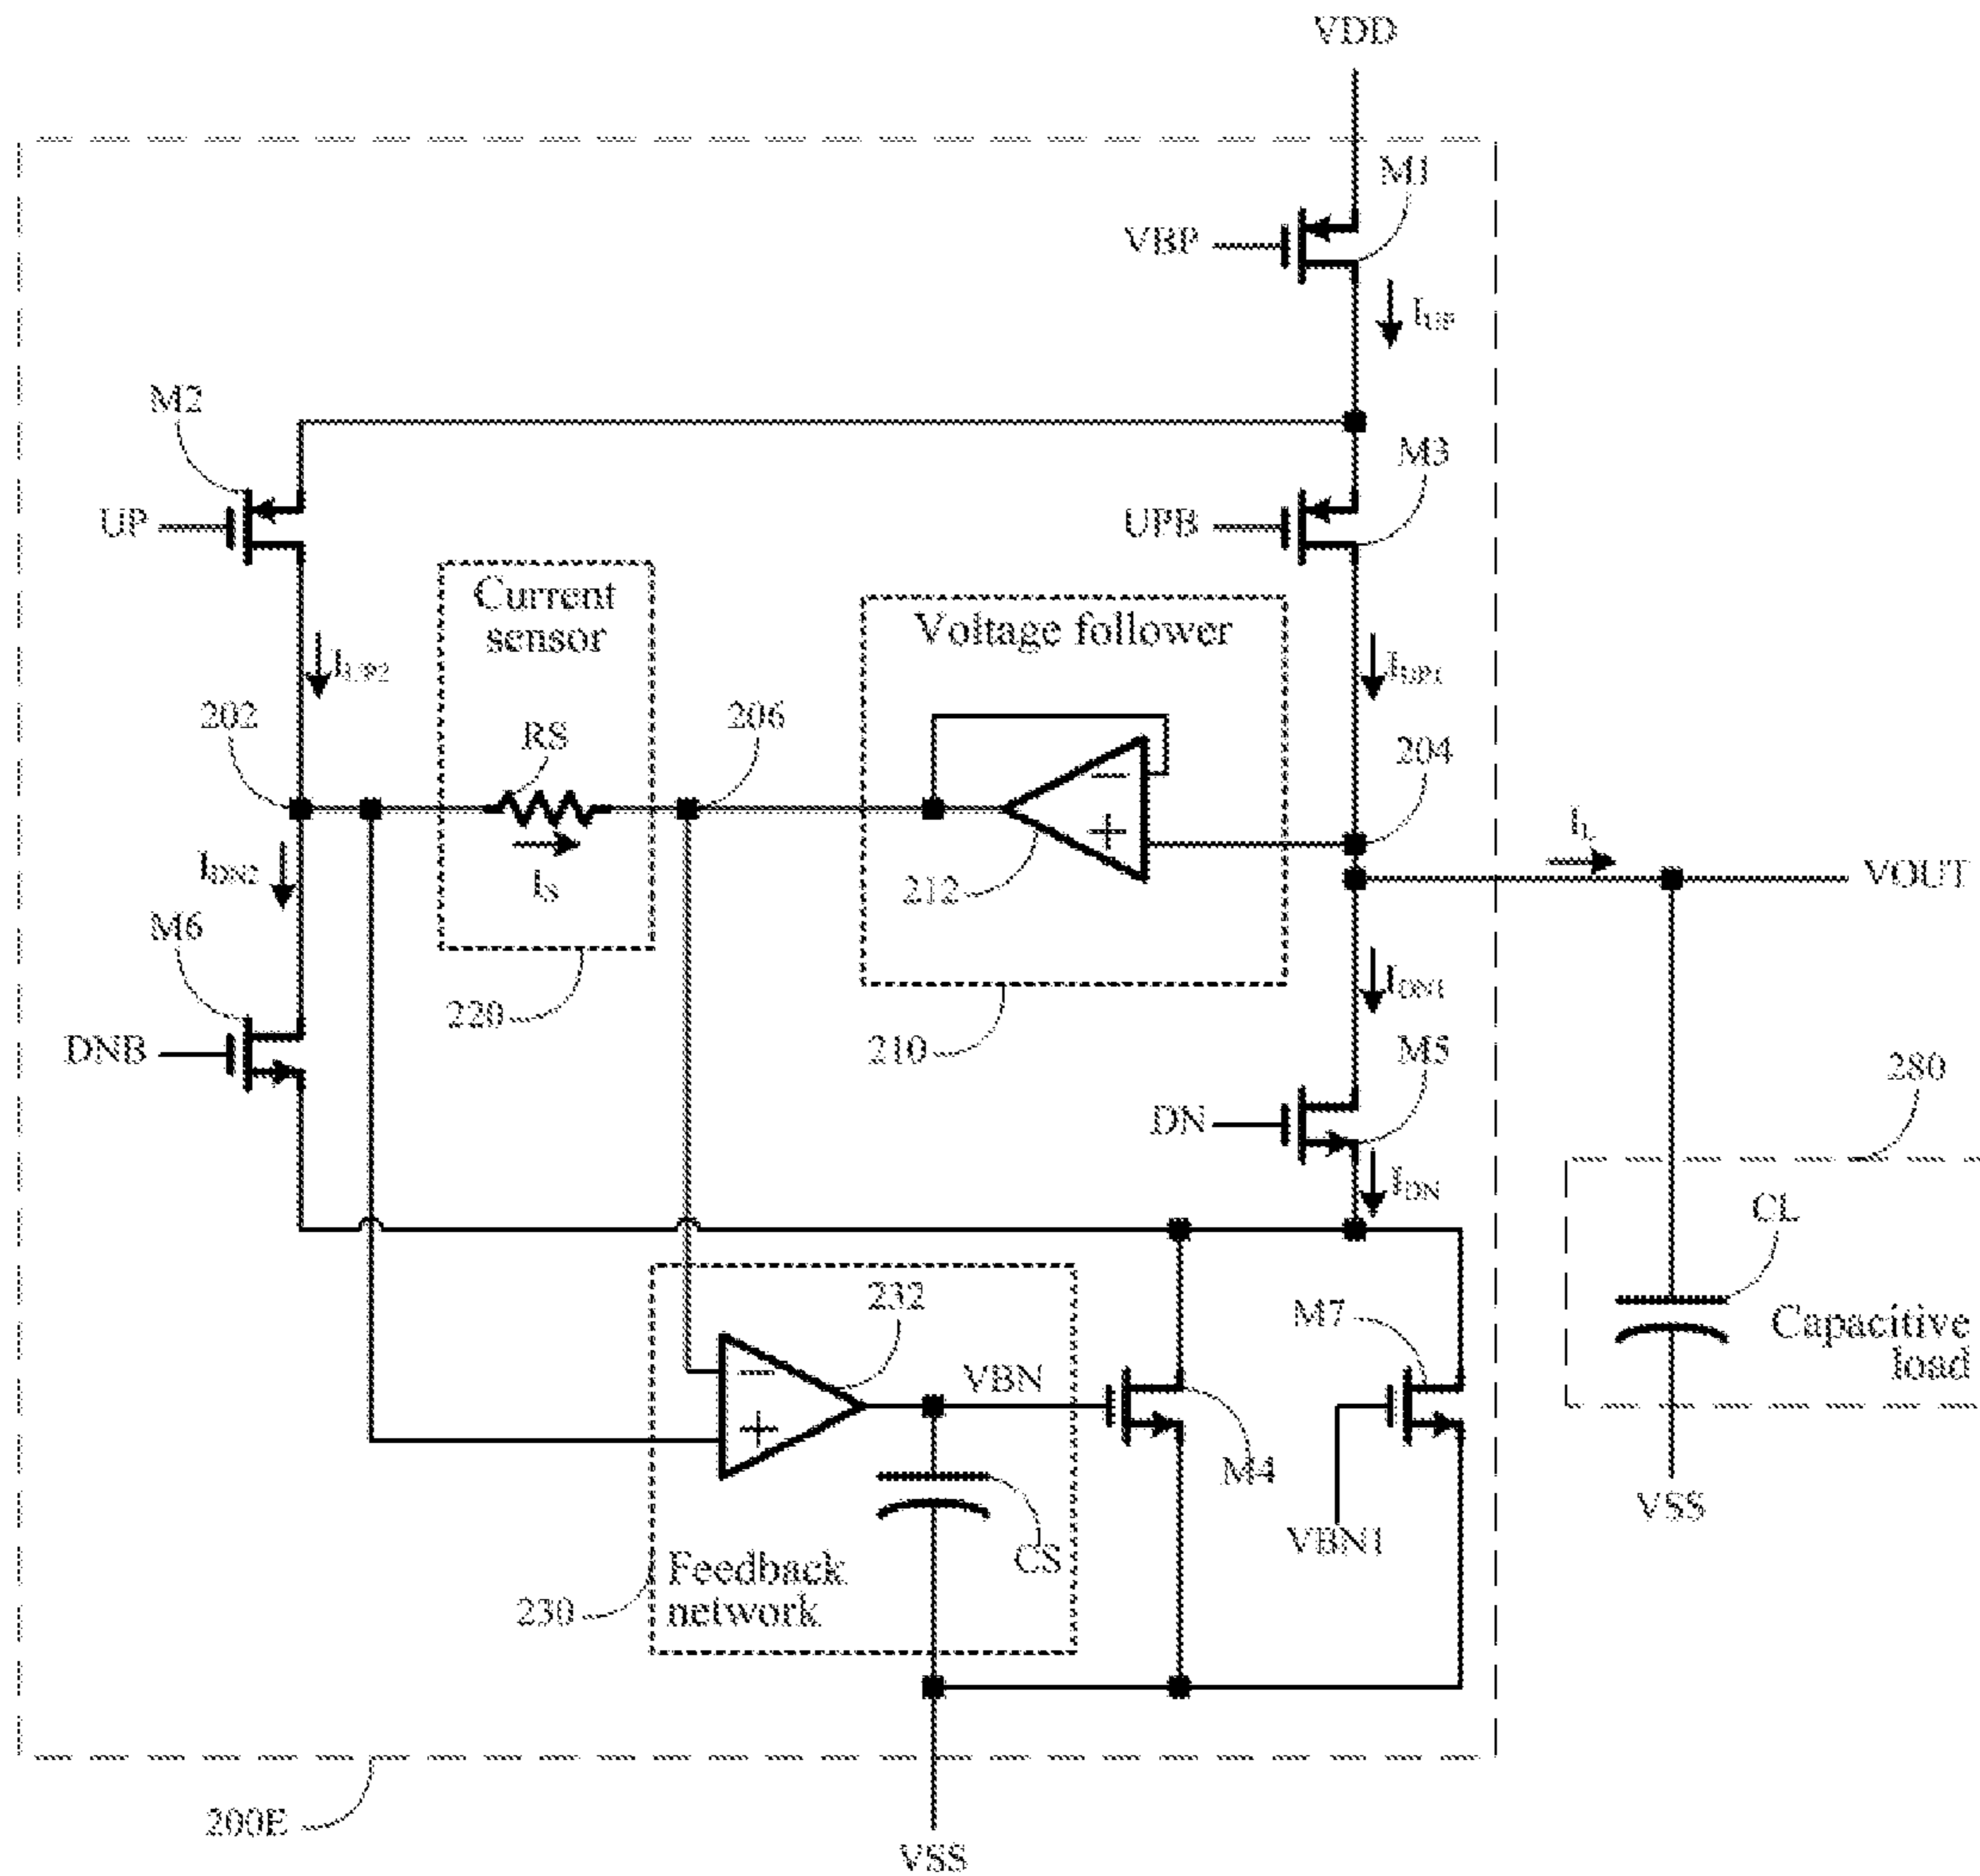 VDD
M1
VBP
IUP
M2
M3
UP
UPB
Current
sensor
Voltage follower
IUP2
IUP1
202
RS
206
204
IL
IDN2
IS
212
VOUT
M6
IDN1
220
210
DNB
M5
280
DN
IDN
CL
232
M7
VBN
Capacitive
load
M4
VSS
CS
VBN1
Feedback
network
230
200E
VSS